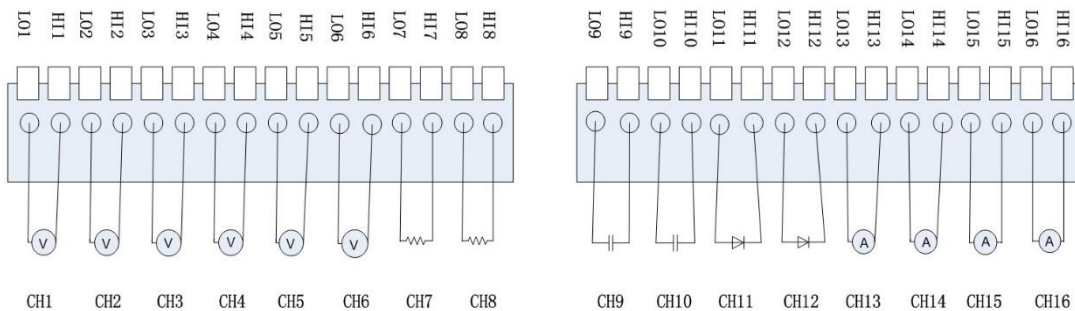 LO1 HI1 LO2 HI2 LO3 HI3 LO4 HI4 LO5 HI5 LO6 HI6 LO7 HI7 LO8 HI8 LO9 HI9 LO10 HI10 LO11 HI11 LO12 HI12 LO13 HI13 LO14 HI14 LO15 HI15 LO16 HI16
V V V V V V A A A A
CH1 CH2 CH3 CH4 CH5 CH6 CH7 CH8 CH9 CH10 CH11 CH12 CH13 CH14 CH15 CH16